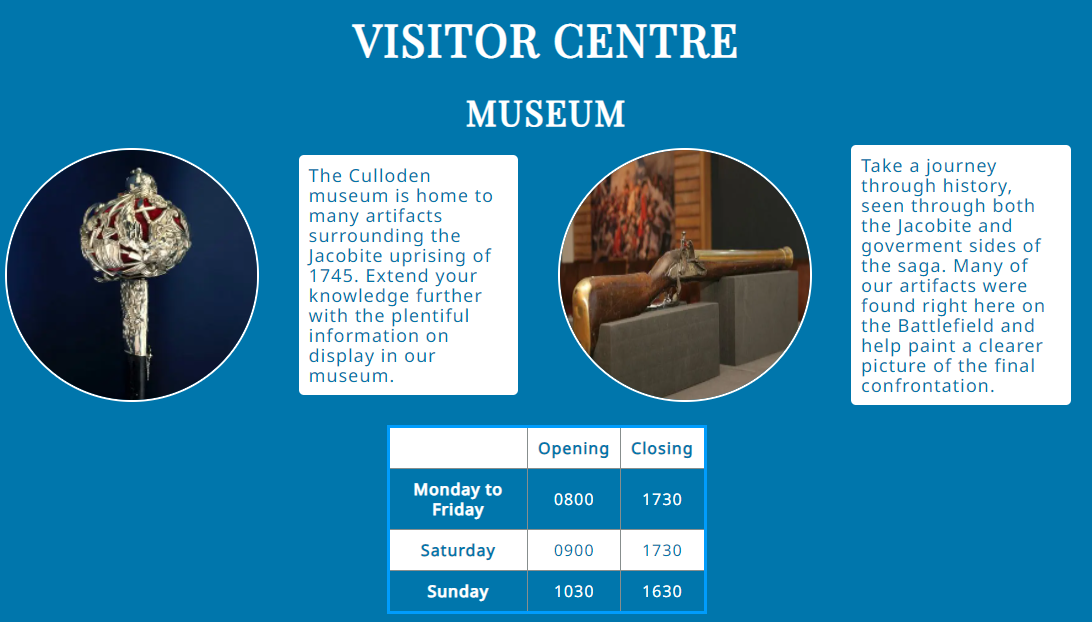 VISITOR CENTRE
MUSEUM
The Culloden
museum is home to
many artifacts
surrounding the
Jacobite uprising of
1745. Extend your
knowledge further
with the plentiful
information on
display in our
museum.
Take a journey
through history,
seen through both
the Jacobite and
goverment sides of
the saga. Many of
our artifacts were
found right here on
the Battlefield and
help paint a clearer
picture of the final
confrontation.
Opening Closing
Monday to
Friday 0800 1730
Saturday 0900 1730
Sunday 1030 1630